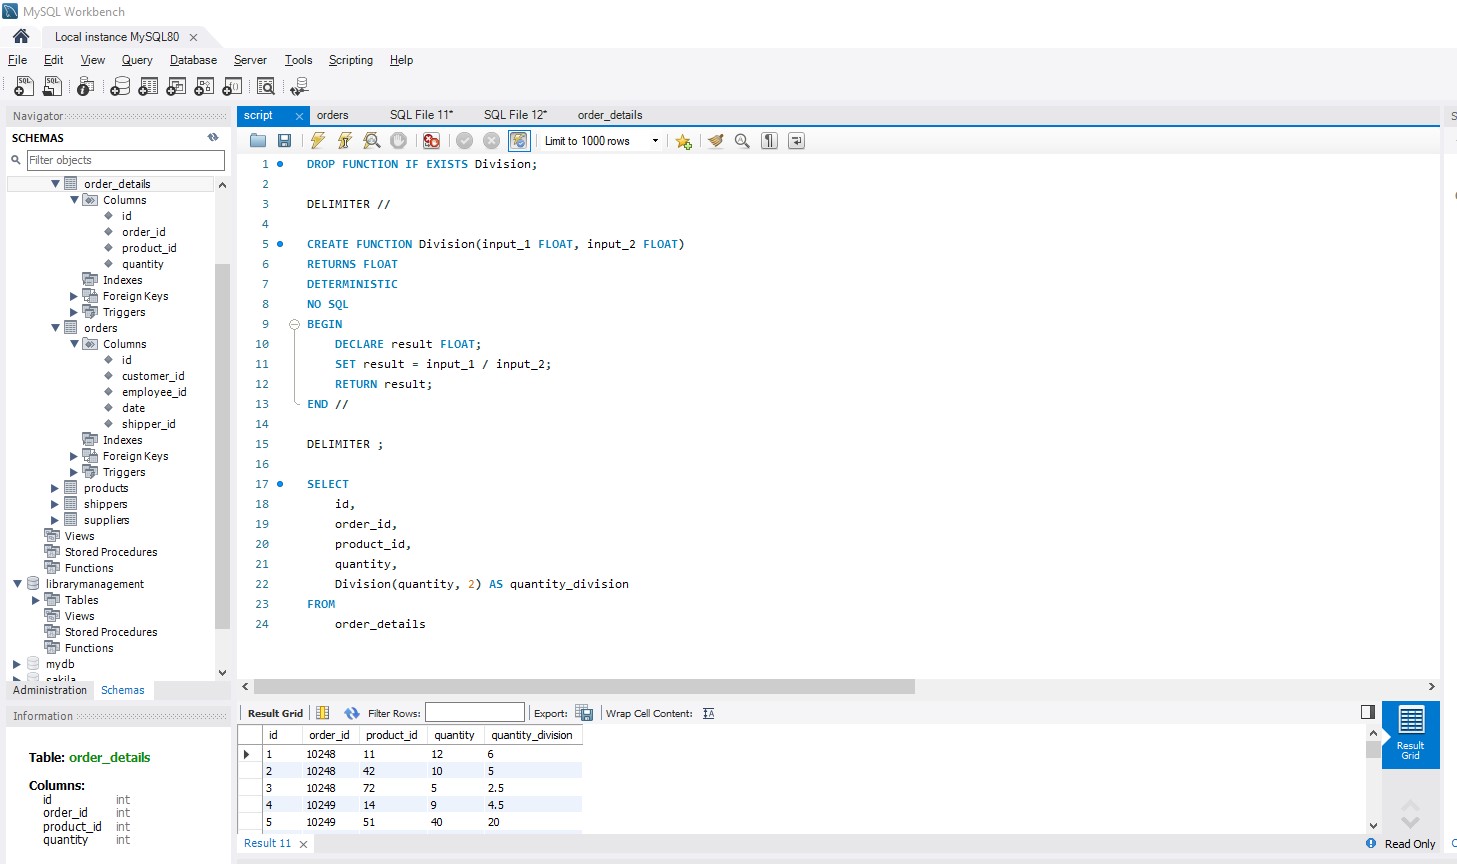 MySQL Workbench
Local instance MySQL80
File Edit View Query Database Server Tools Scripting Help
Navigator
SCHEMAS
Filter objects
order_details
Columns
id
order_id
product_id
quantity
Indexes
Foreign Keys
Triggers
orders
Columns
id
customer_id
employee_id
date
shipper_id
Indexes
Foreign Keys
Triggers
products
shippers
suppliers
Views
Stored Procedures
Functions
librarymanagement
Tables
Views
Stored Procedures
Functions
mydb
sakila
Administration Schemas
Information
Table: order_details
Columns:
id int
order_id int
product_id int
quantity int
script orders SQL File 11* SQL File 12* order_details
Limit to 1000 rows
1 DROP FUNCTION IF EXISTS Division;
2
3 DELIMITER //
4
5 CREATE FUNCTION Division(input_1 FLOAT, input_2 FLOAT)
6 RETURNS FLOAT
7 DETERMINISTIC
8 NO SQL
9 BEGIN
10 DECLARE result FLOAT;
11 SET result = input_1 / input_2;
12 RETURN result;
13 END //
14
15 DELIMITER ;
16
17 SELECT
18 id,
19 order_id,
20 product_id,
21 quantity,
22 Division(quantity, 2) AS quantity_division
23 FROM
24 order_details
Result Grid Filter Rows: Export: Wrap Cell Content:
id order_id product_id quantity quantity_division
1 10248 11 12 6
2 10248 42 10 5
3 10248 72 5 2.5
4 10249 14 9 4.5
5 10249 51 40 20
Result Grid
Result 11
Read Only